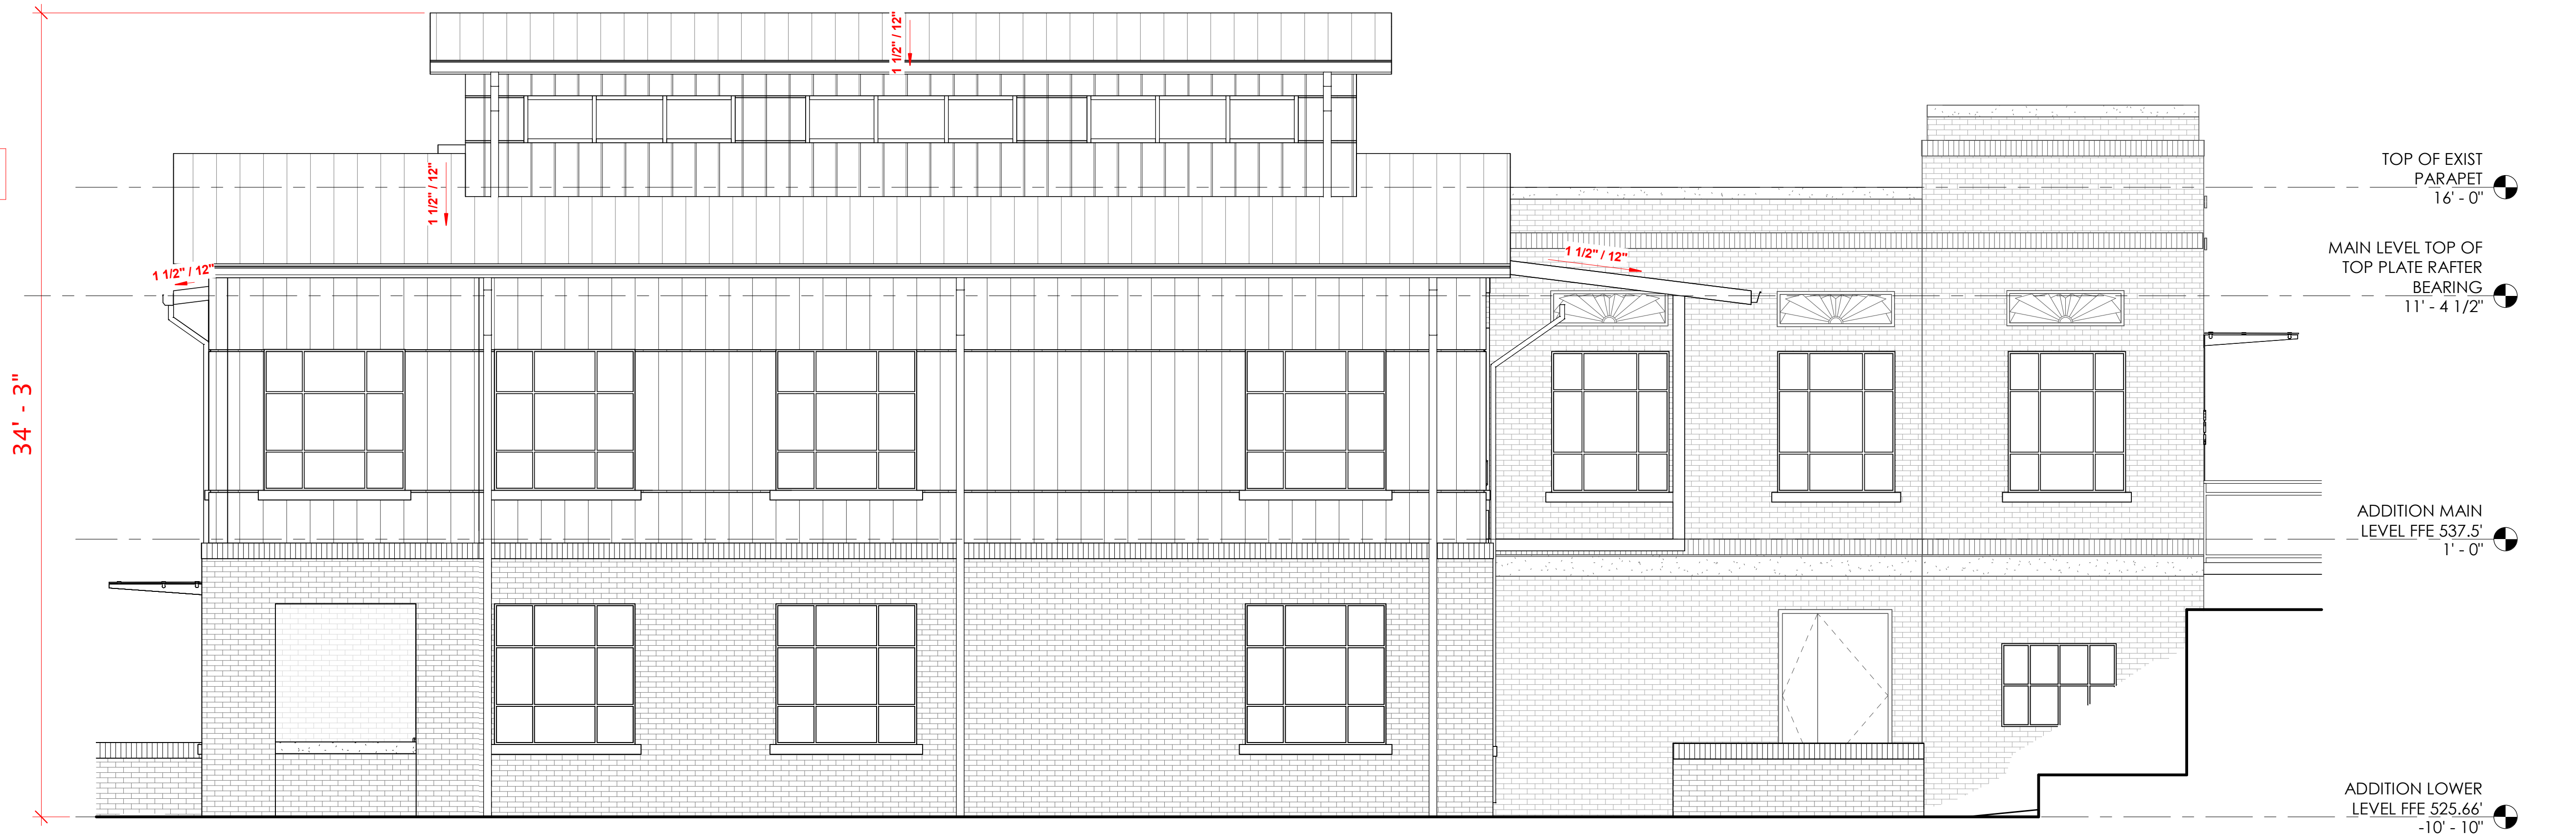 1 1/2" / 12"
1 1/2" / 12"
1 1/2" / 12"
1 1/2" / 12"
34' - 3"
TOP OF EXIST
PARAPET
16' - 0"
MAIN LEVEL TOP OF
TOP PLATE RAFTER
BEARING
11' - 4 1/2"
ADDITION MAIN
LEVEL FFE 537.5'
1' - 0"
ADDITION LOWER
LEVEL FFE 525.66'
-10' - 10"